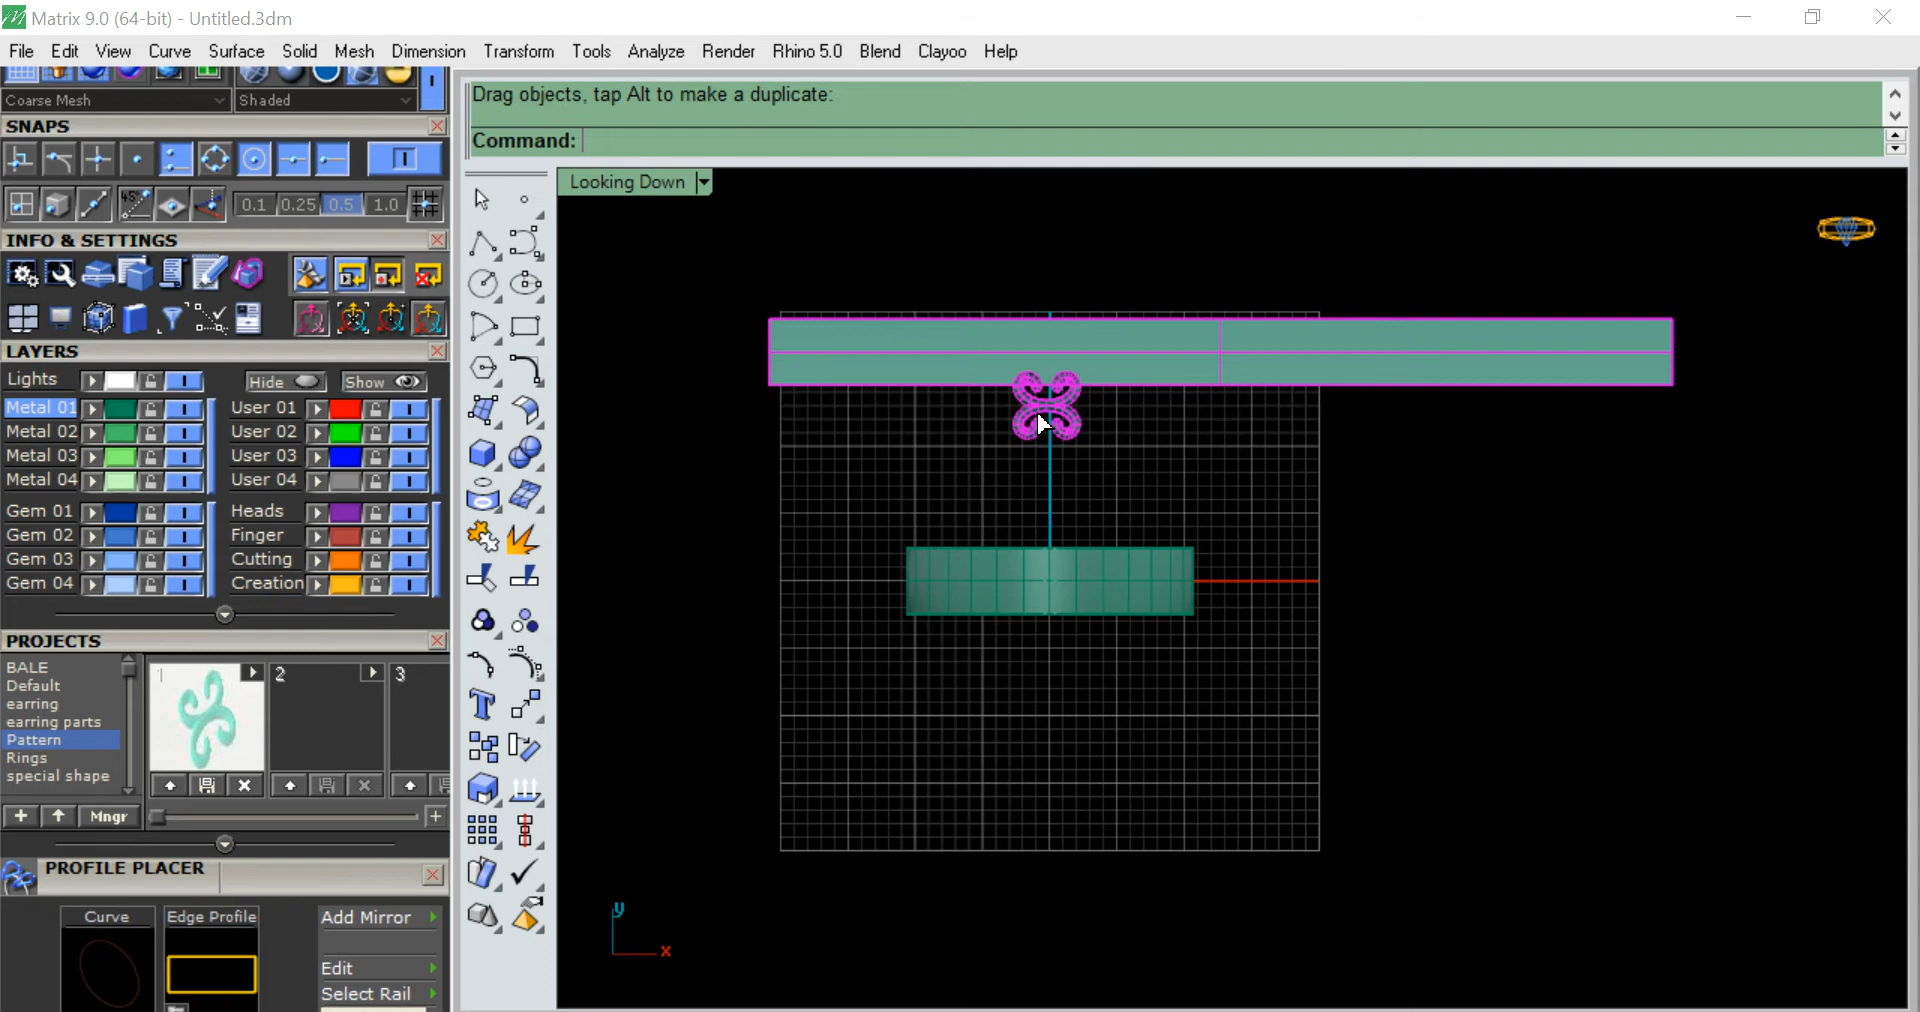 Matrix 9.0 (64-bit) - Untitled.3dm
File Edit View Curve Surface Solid Mesh Dimension Transform Tools Analyze Render Rhino 5.0 Blend Clayoo Help
Coarse Mesh Shaded
SNAPS
45°
0.1 0.25 0.5 1.0
INFO & SETTINGS
LAYERS
Lights Hide Show
Metal 01 User 01
Metal 02 User 02
Metal 03 User 03
Metal 04 User 04
Gem 01 Heads
Gem 02 Finger
Gem 03 Cutting
Gem 04 Creation
PROJECTS
BALE
Default
earring
earring parts
Pattern
Rings
special shape
1 2 3
+ Mngr +
PROFILE PLACER
Curve Edge Profile Add Mirror
Edit
Select Rail
Drag objects, tap Alt to make a duplicate:
Command:
Looking Down
y
x